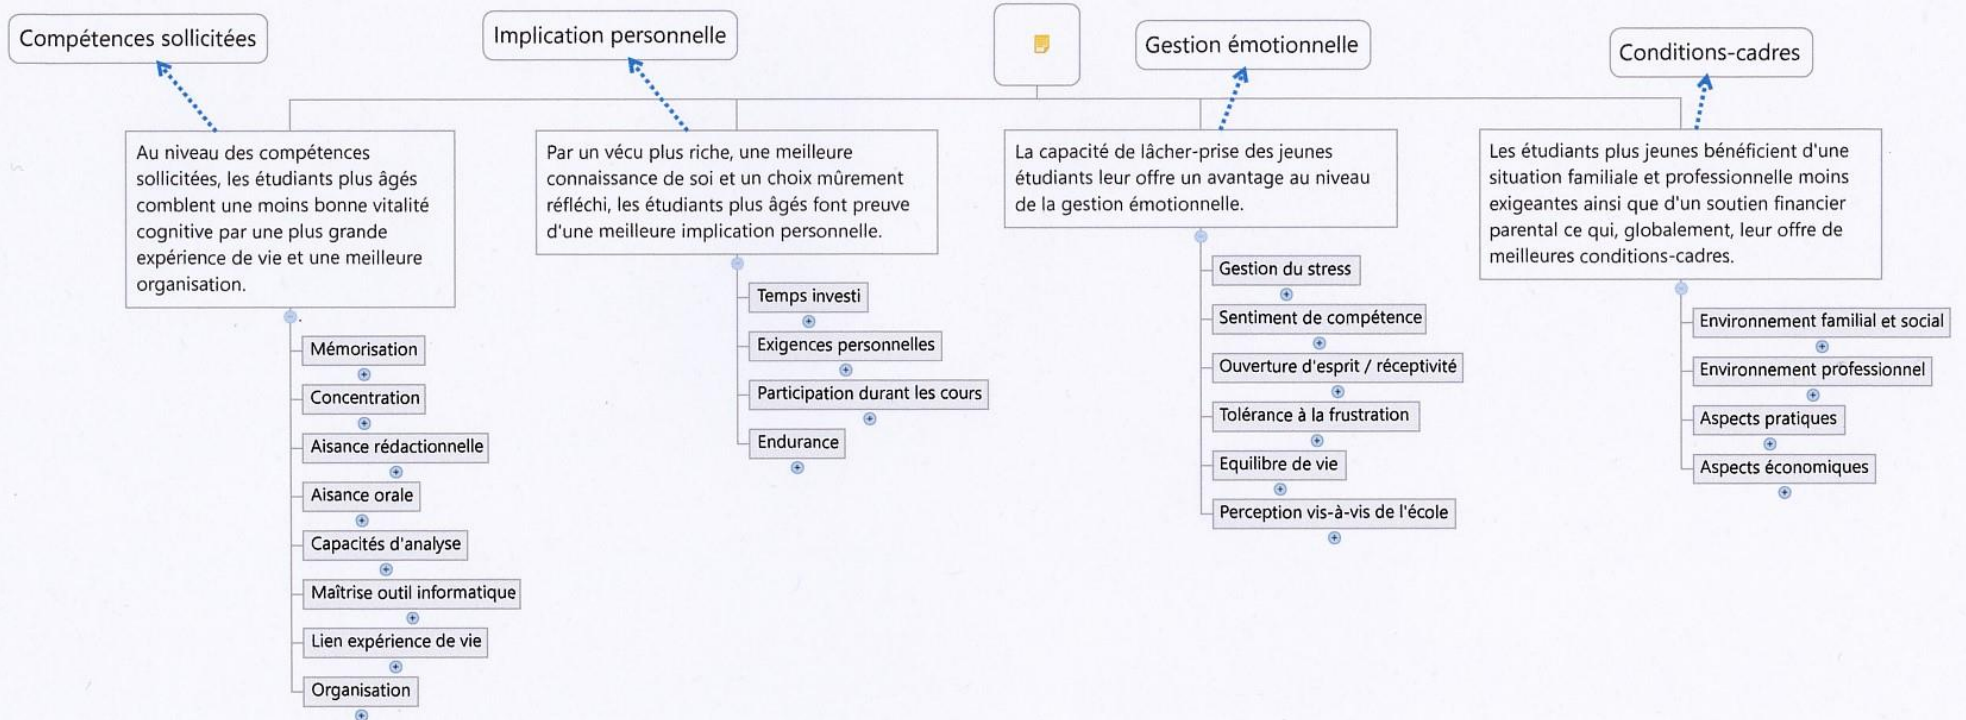 Compétences sollicitées
Implication personnelle
Gestion émotionnelle
Conditions-cadres
Au niveau des compétences
sollicitées, les étudiants plus âgés
comblent une moins bonne vitalité
cognitive par une plus grande
expérience de vie et une meilleure
organisation.
Mémorisation
Concentration
Aisance rédactionnelle
Aisance orale
Capacités d'analyse
Maîtrise outil informatique
Lien expérience de vie
Organisation
Par un vécu plus riche, une meilleure
connaissance de soi et un choix mûrement
réfléchi, les étudiants plus âgés font preuve
d'une meilleure implication personnelle.
Temps investi
Exigences personnelles
Participation durant les cours
Endurance
La capacité de lâcher-prise des jeunes
étudiants leur offre un avantage au niveau
de la gestion émotionnelle.
Gestion du stress
Sentiment de compétence
Ouverture d'esprit / réceptivité
Tolérance à la frustration
Equilibre de vie
Perception vis-à-vis de l'école
Les étudiants plus jeunes bénéficient d'une
situation familiale et professionnelle moins
exigeantes ainsi que d'un soutien financier
parental ce qui, globalement, leur offre de
meilleures conditions-cadres.
Environnement familial et social
Environnement professionnel
Aspects pratiques
Aspects économiques